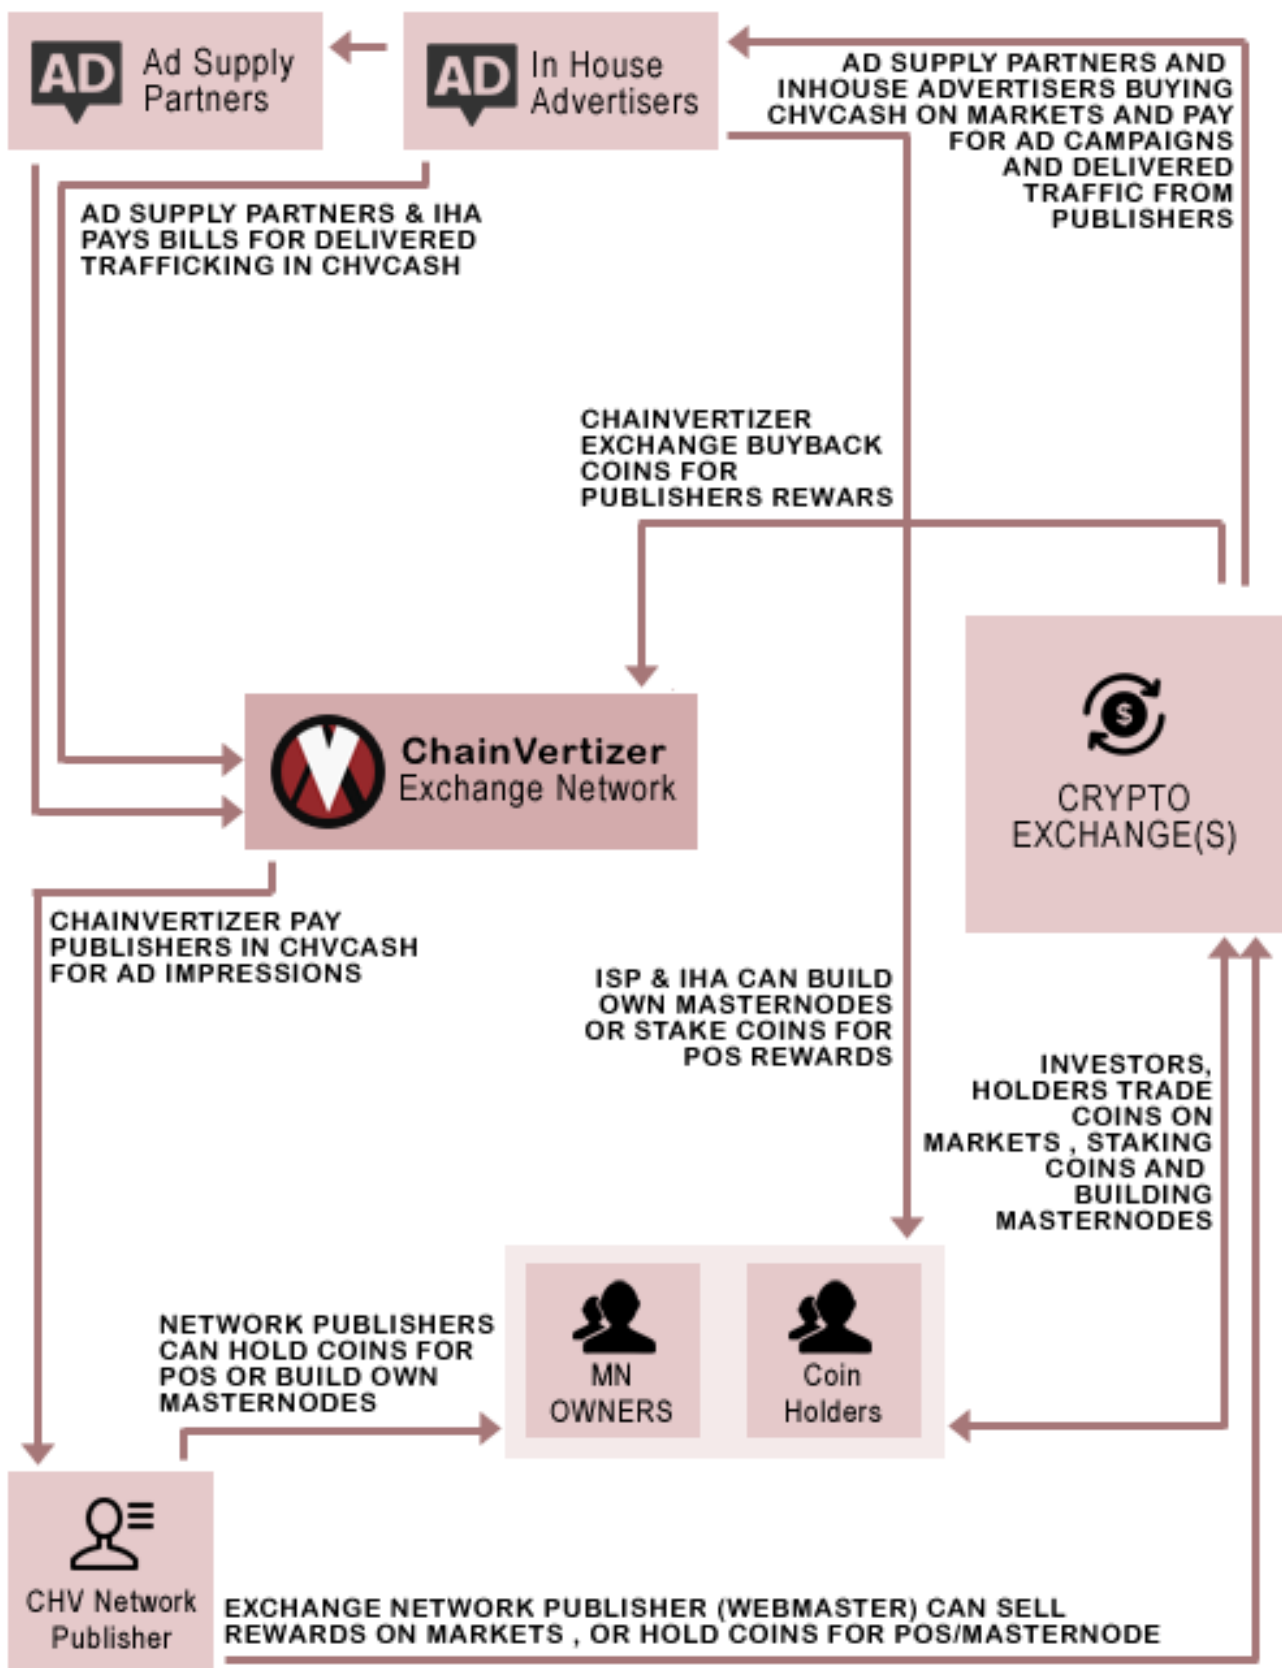 AD
Ad Supply
Partners
AD
In House
Advertisers
AD SUPPLY PARTNERS AND
INHOUSE ADVERTISERS BUYING
CHVCASH ON MARKETS AND PAY
FOR AD CAMPAIGNS
AND DELIVERED
TRAFFIC FROM
PUBLISHERS
AD SUPPLY PARTNERS & IHA
PAYS BILLS FOR DELIVERED
TRAFFICKING IN CHVCASH
CHAINVERTIZER
EXCHANGE BUYBACK
COINS FOR
PUBLISHERS REWARS
ChainVertizer
Exchange Network
$
CRYPTO
EXCHANGE(S)
CHAINVERTIZER PAY
PUBLISHERS IN CHVCASH
FOR AD IMPRESSIONS
ISP & IHA CAN BUILD
OWN MASTERNODES
OR STAKE COINS FOR
POS REWARDS
INVESTORS,
HOLDERS TRADE
COINS ON
MARKETS , STAKING
COINS AND
BUILDING
MASTERNODES
NETWORK PUBLISHERS
CAN HOLD COINS FOR
POS OR BUILD OWN
MASTERNODES
MN
OWNERS
Coin
Holders
CHV Network
Publisher
EXCHANGE NETWORK PUBLISHER (WEBMASTER) CAN SELL
REWARDS ON MARKETS , OR HOLD COINS FOR POS/MASTERNODE